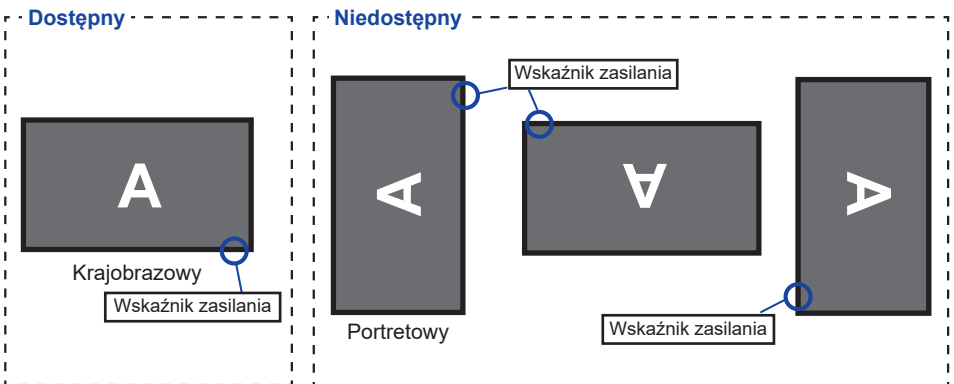 Dostępny
A
Krajobrazowy
Wskaźnik zasilania
Niedostępny
Wskaźnik zasilania
A
A
A
Portretowy
Wskaźnik zasilania